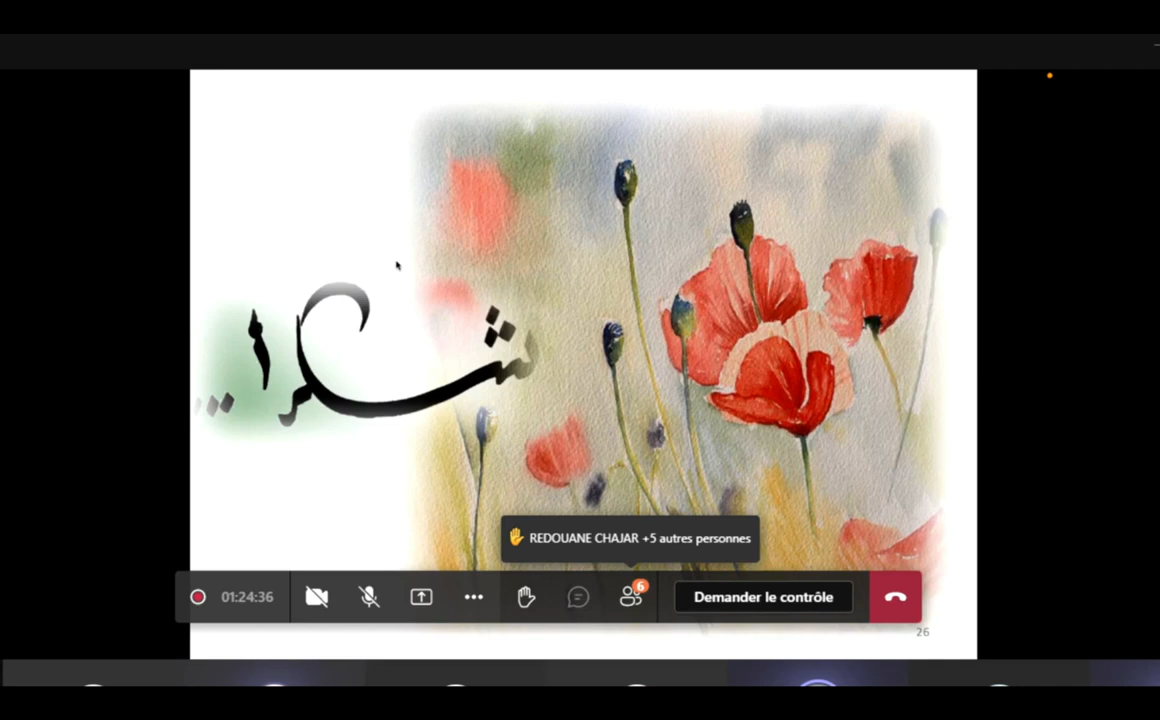 شكرا...
REDOUANE CHAJAR +5 autres personnes
01:24:36
6
Demander le contrôle
26